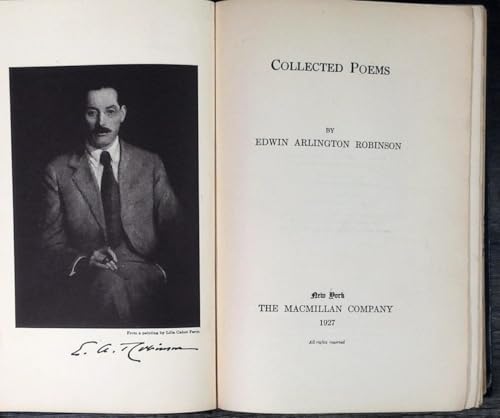 From a painting by Lilla Cabot Perry
E. A. Robinson
COLLECTED POEMS
BY
EDWIN ARLINGTON ROBINSON
New York
THE MACMILLAN COMPANY
1927
All rights reserved